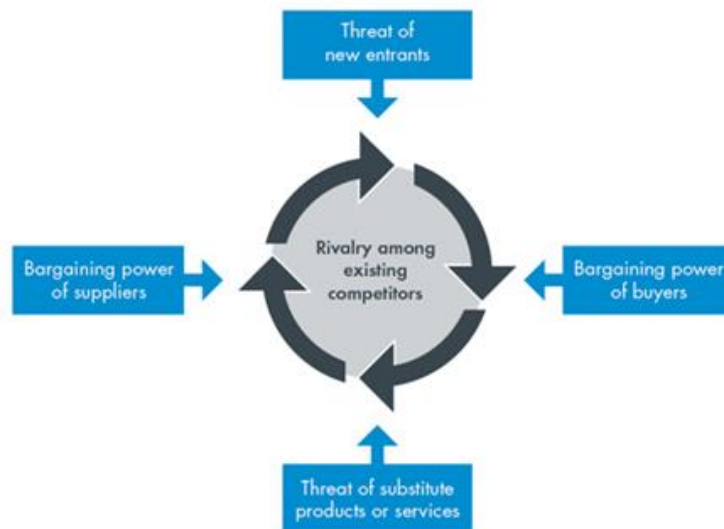 Threat of
new entrants
Bargaining power
of suppliers
Rivalry among
existing
competitors
Bargaining power
of buyers
Threat of substitute
products or services